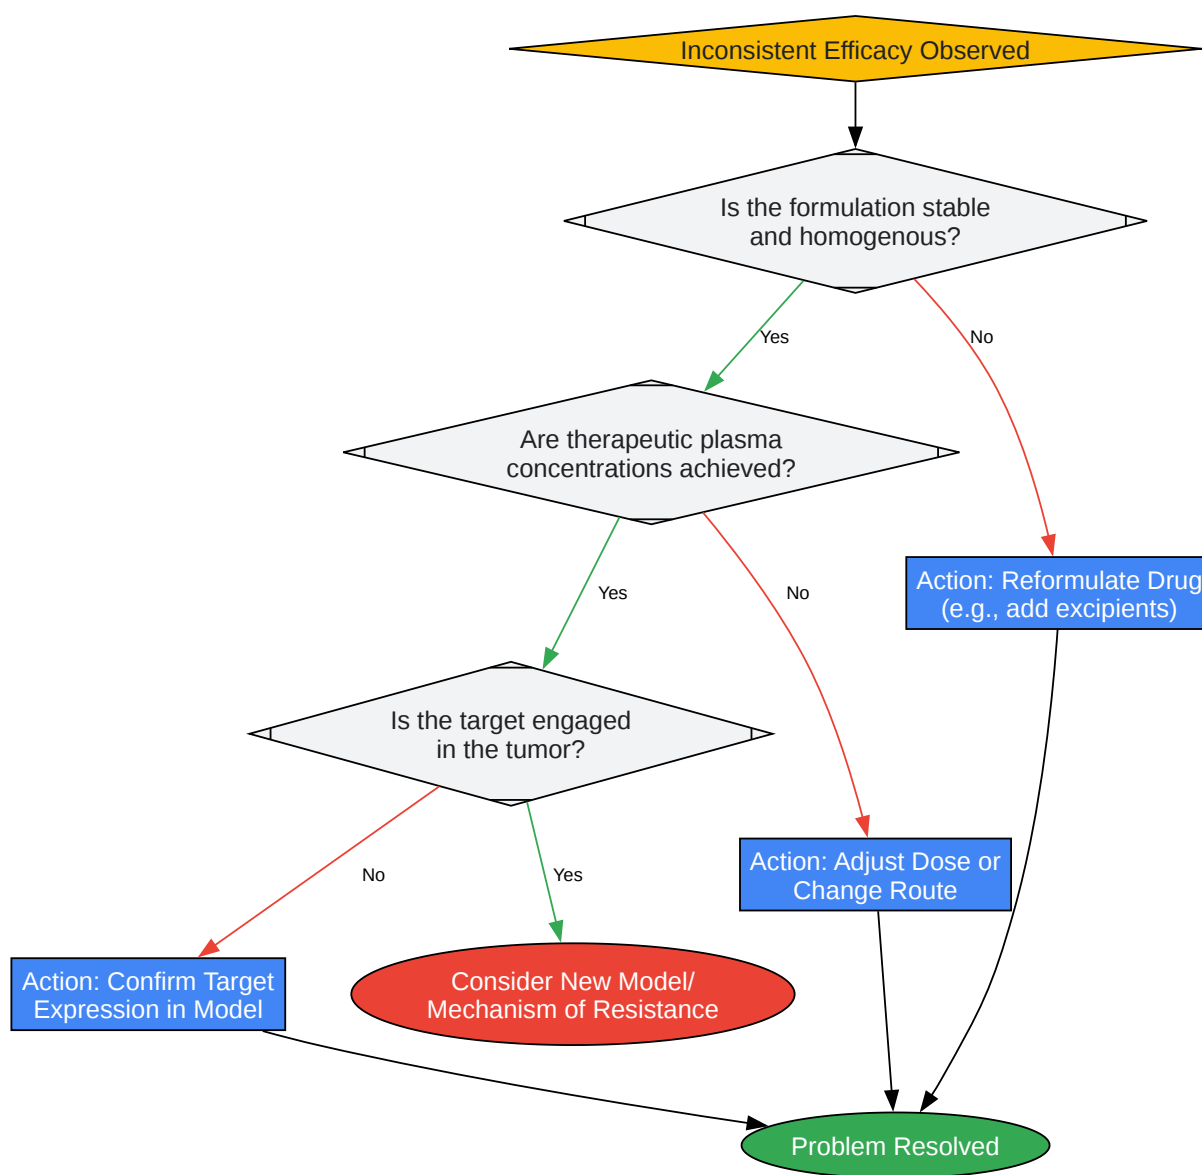 Inconsistent Efficacy Observed
Is the formulation stable
and homogenous?
Yes
No
Are therapeutic plasma
concentrations achieved?
Yes
No
Action: Reformulate Drug
(e.g., add excipients)
Is the target engaged
in the tumor?
No
Yes
Action: Adjust Dose or
Change Route
Action: Confirm Target
Expression in Model
Consider New Model/
Mechanism of Resistance
Problem Resolved